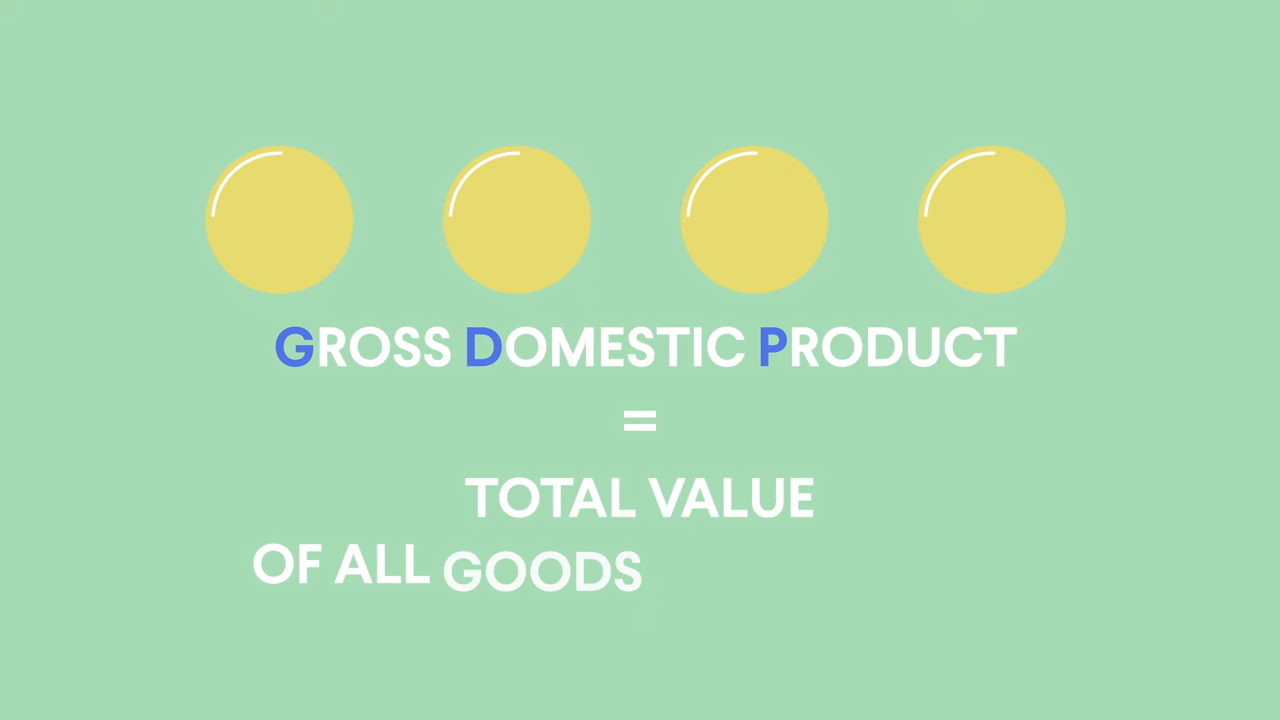 GROSS DOMESTIC PRODUCT
=
TOTAL VALUE
OF ALL GOODS